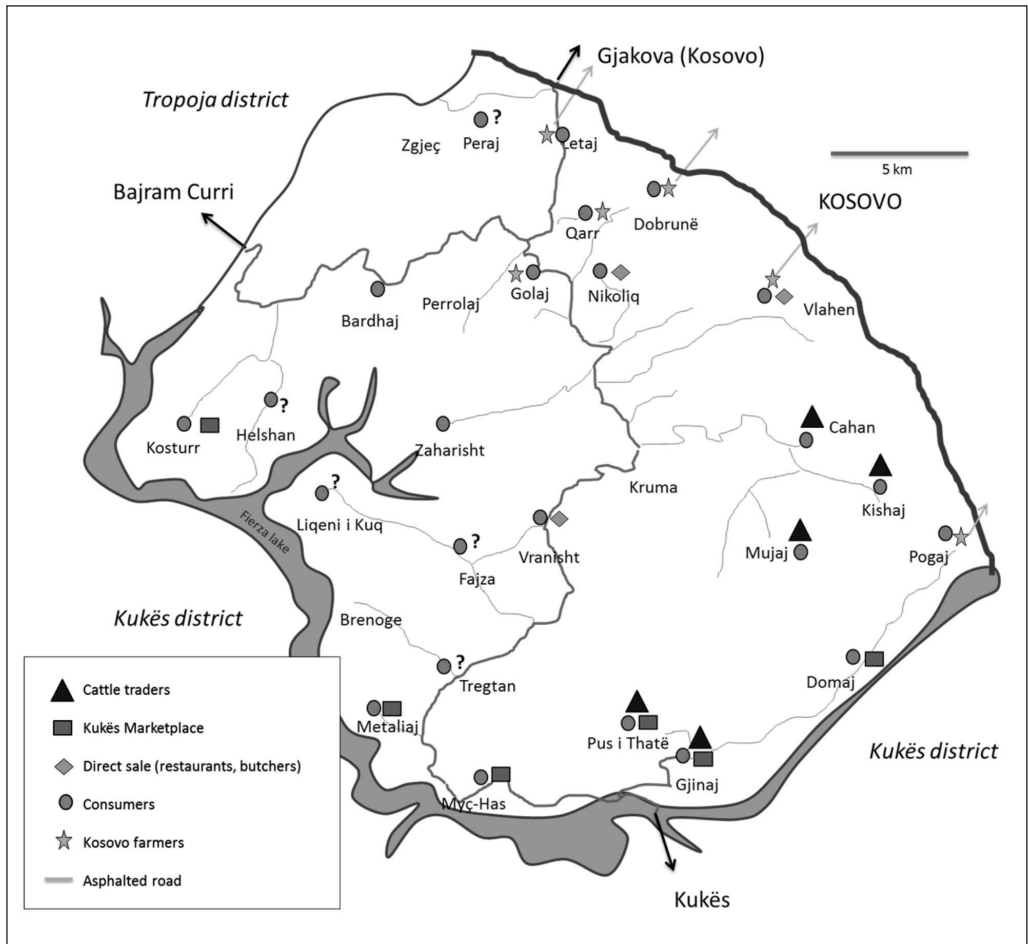 Gjakova (Kosovo)
Tropoja district
?
Zgjeç
Peraj
Letaj
5 km
Bajram Curri
KOSOVO
Qarr
Dobrunë
Perrolaj
Golaj
Nikoliq
Vlahen
Bardhaj
?
Kosturr
Helshan
Zaharisht
Cahan
?
Kruma
Kishaj
Liqeni i Kuq
Fierza lake
Vranisht
Mujaj
Pogaj
?
Fajza
Kukës district
Brenoge
?
Tregtan
Domaj
Metaliaj
Pus i Thatë
Kukës district
Gjinaj
Myç-Has
Kukës
Cattle traders
Kukës Marketplace
Direct sale (restaurants, butchers)
Consumers
Kosovo farmers
Asphalted road